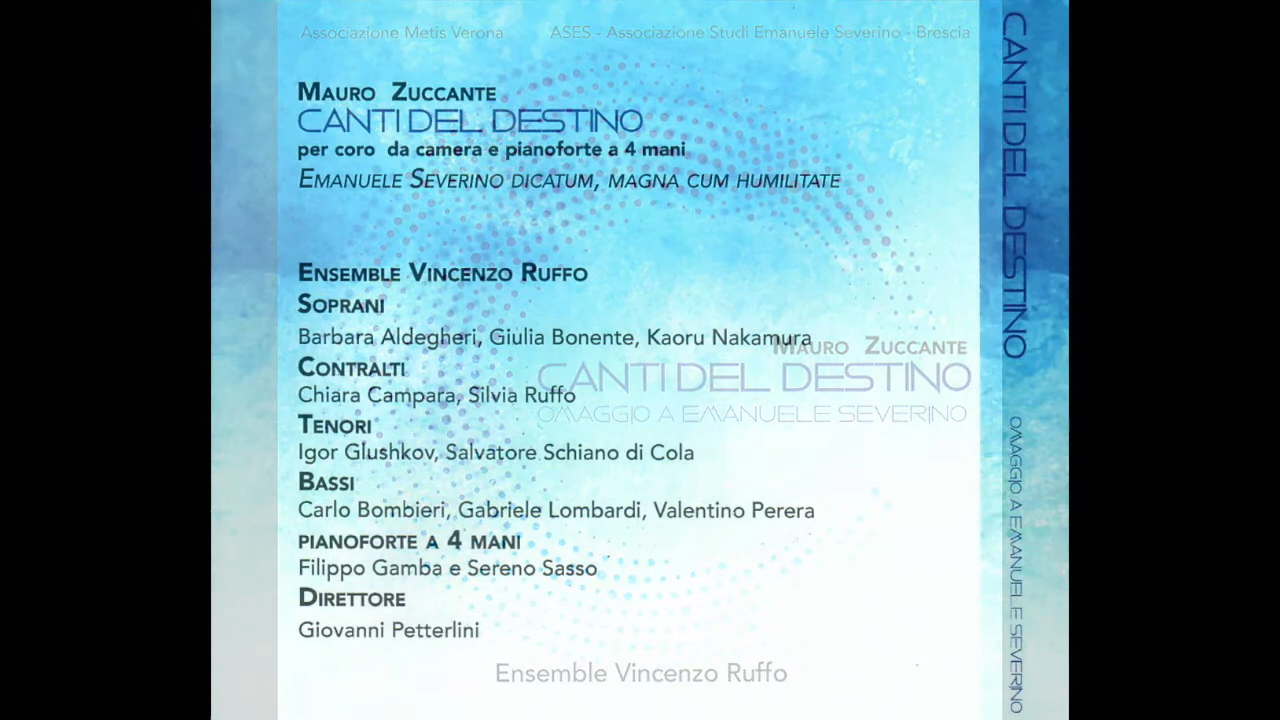 Associazione Metis Verona ASES - Associazione Studi Emanuele Severino - Brescia
MAURO ZUCCANTE
CANTI DEL DESTINO
per coro da camera e pianoforte a 4 mani
EMANUELE SEVERINO DICATUM, MAGNA CUM HUMILITATE
ENSEMBLE VINCENZO RUFFO
SOPRANI
Barbara Aldegheri, Giulia Bonente, Kaoru Nakamura
MAURO ZUCCANTE
CONTRALTI
CANTI DEL DESTINO
Chiara Campara, Silvia Ruffo
OMAGGIO A EMANUELE SEVERINO
TENORI
Igor Glushkov, Salvatore Schiano di Cola
BASSI
Carlo Bombieri, Gabriele Lombardi, Valentino Perera
PIANOFORTE A 4 MANI
Filippo Gamba e Sereno Sasso
DIRETTORE
Giovanni Petterlini
Ensemble Vincenzo Ruffo
CANTI DEL DESTINO
OMAGGIO A EMANUELE SEVERINO